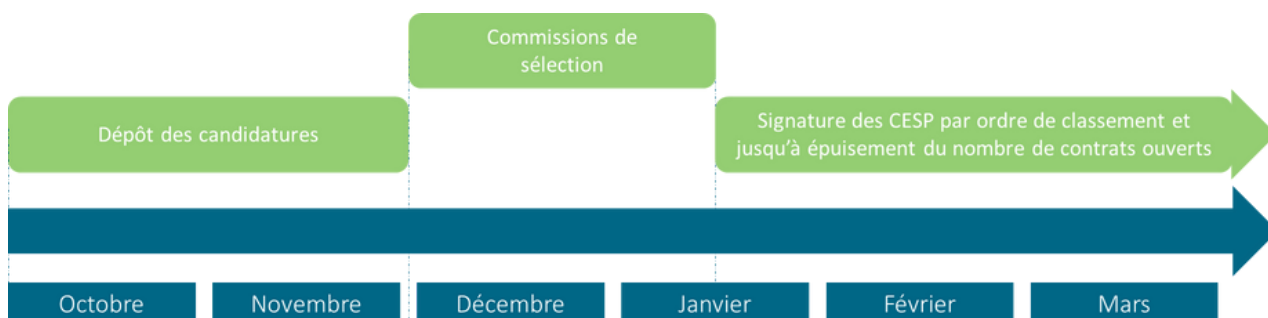 Commissions de
sélection
Dépôt des candidatures
Signature des CESP par ordre de classement et
jusqu'à épuisement du nombre de contrats ouverts
Octobre
Novembre
Décembre
Janvier
Février
Mars